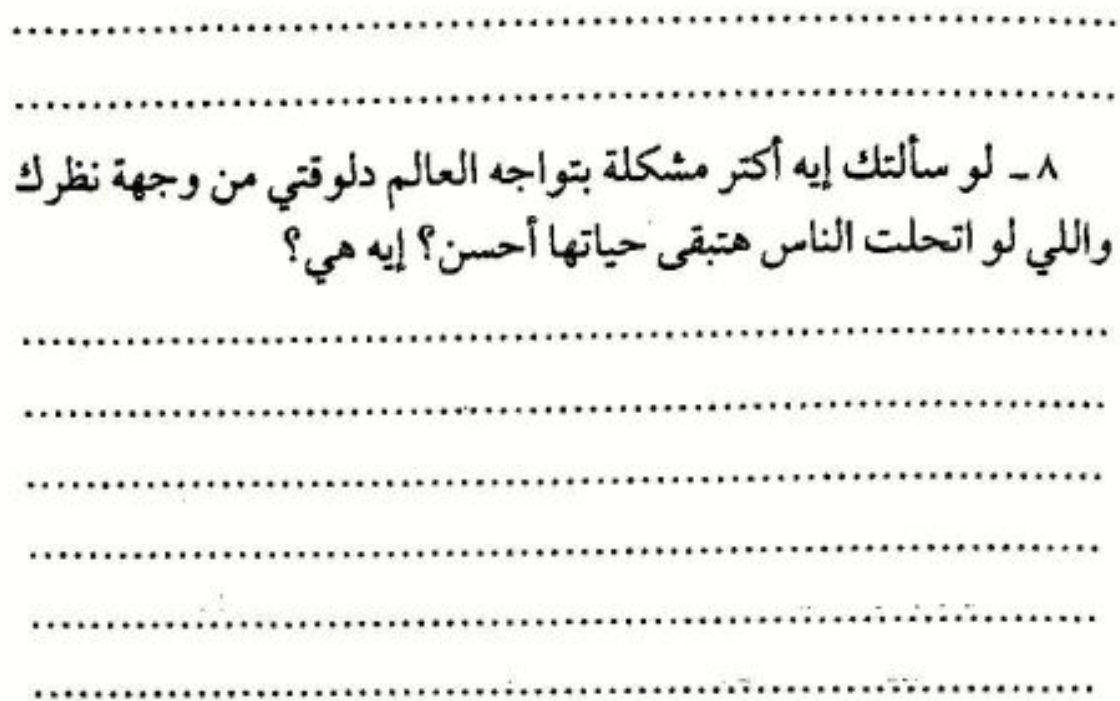 ٨ ـ لو سألتك إيه أكتر مشكلة بتواجه العالم دلوقتي من وجهة نظرك
واللي لو اتحلت الناس هتبقى حياتها أحسن؟ إيه هي؟